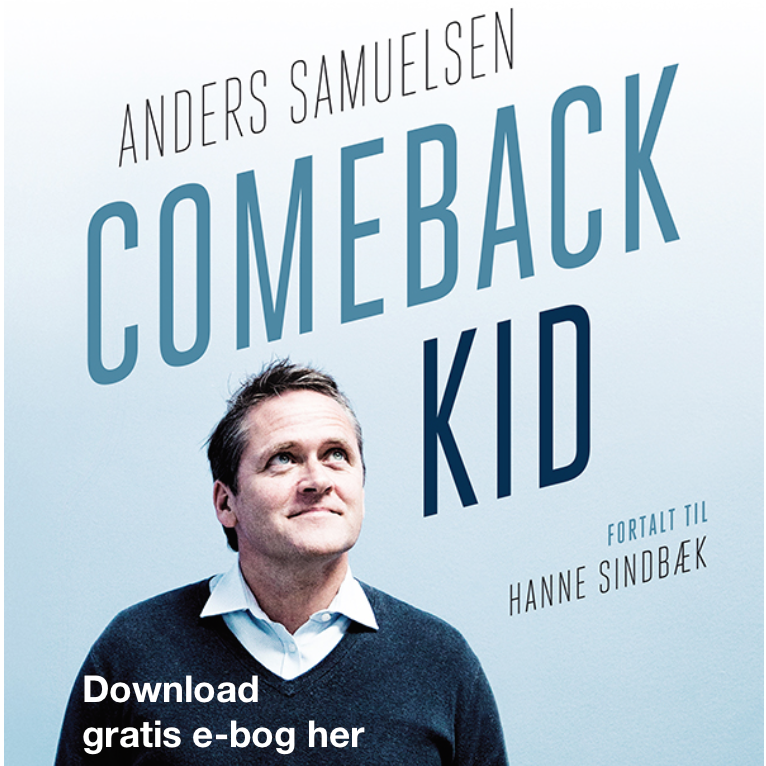 ANDERS SAMUELSEN
COMEBACK
KID
FORTALT TIL
HANNE SINDBÆK
Download
gratis e-bog her